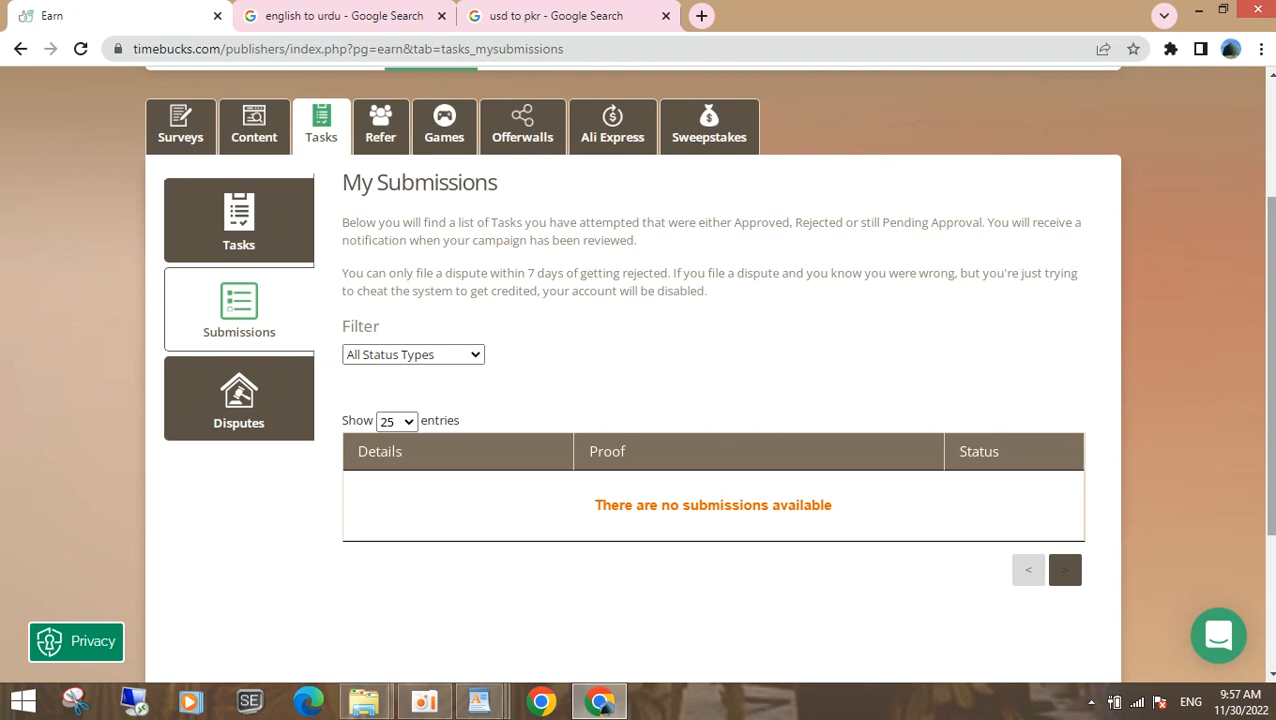 Earn
english to urdu - Google Search
usd to pkr - Google Search
timebucks.com/publishers/index.php?pg=earn&tab=tasks_mysubmissions
Surveys
Content
Tasks
Refer
Games
Offerwalls
Ali Express
Sweepstakes
Tasks
Submissions
Disputes
My Submissions
Below you will find a list of Tasks you have attempted that were either Approved, Rejected or still Pending Approval. You will receive a
notification when your campaign has been reviewed.
You can only file a dispute within 7 days of getting rejected. If you file a dispute and you know you were wrong, but you're just trying
to cheat the system to get credited, your account will be disabled.
Filter
All Status Types
Show 25 entries
Details Proof Status
There are no submissions available
< >
Privacy
SE
ENG
9:57 AM
11/30/2022